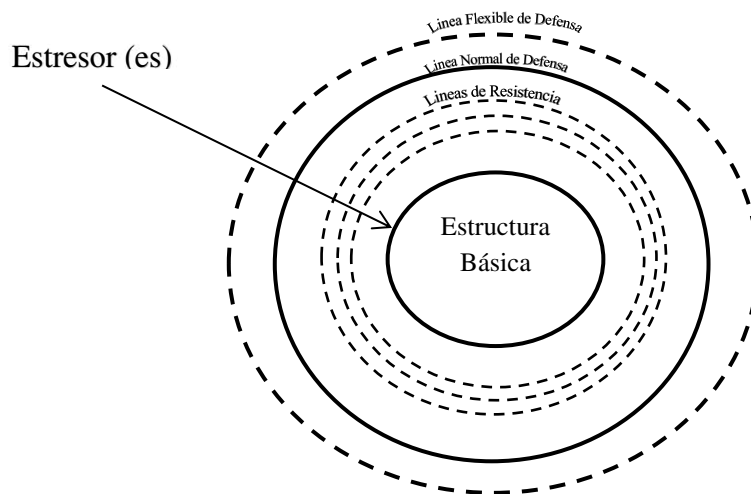 Linea Flexible de Defensa
Estresor (es)
Linea Normal de Defensa
Lineas de Resistencia
Estructura
Básica